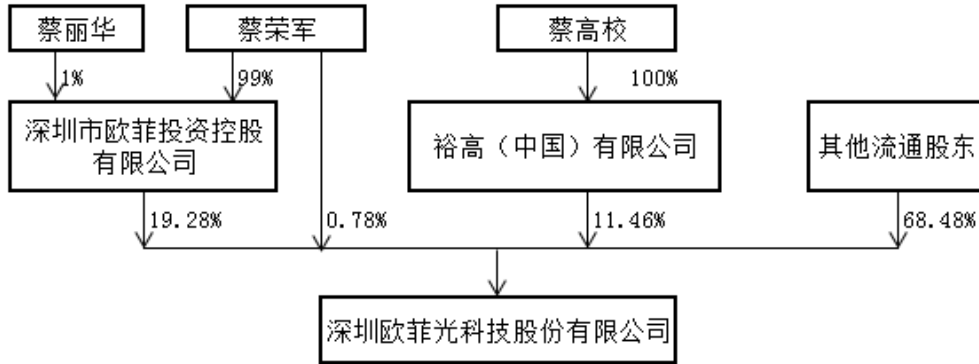 蔡丽华
蔡荣军
蔡高校
1%
99%
100%
深圳市欧菲投资控股
有限公司
裕高（中国）有限公司
其他流通股东
19.28%
0.78%
11.46%
68.48%
深圳欧菲光科技股份有限公司